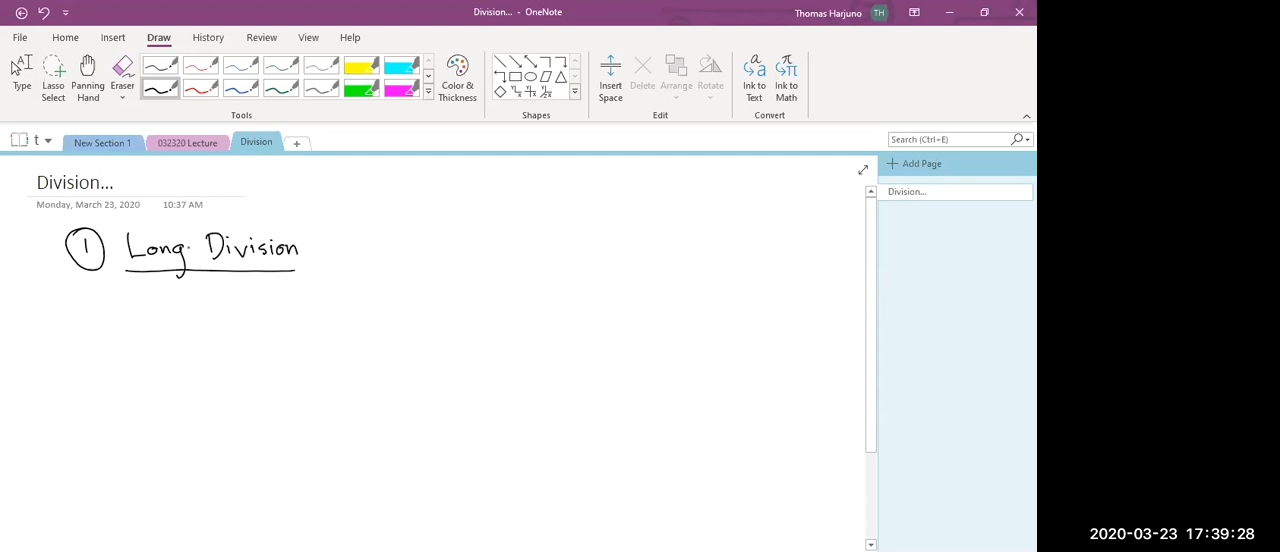 Division... - OneNote
Thomas Harjuno TH
File Home Insert Draw History Review View Help
Type Lasso Select Panning Hand Eraser Color & Thickness Insert Space Delete Arrange Rotate Ink to Text Ink to Math
Tools Shapes Edit Convert
t New Section 1 032320 Lecture Division + Search (Ctrl+E)
Add Page
Division...
Division...
Monday, March 23, 2020 10:37 AM
① Long Division
2020-03-23 17:39:28